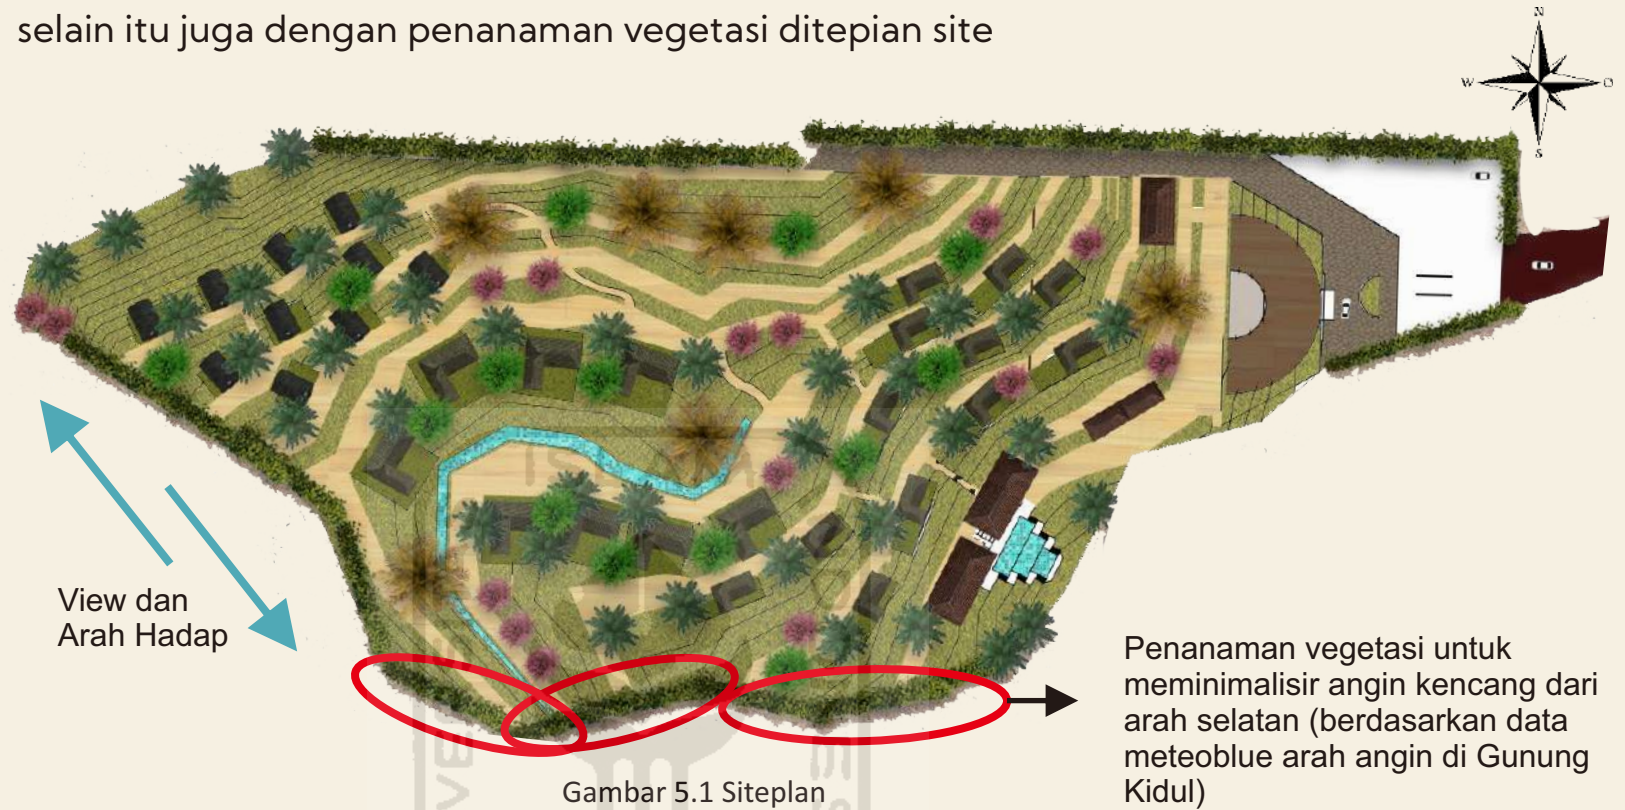 selain itu juga dengan penanaman vegetasi ditepian site
N
W
O
S
View dan
Arah Hadap
Penanaman vegetasi untuk
meminimalisir angin kencang dari
arah selatan (berdasarkan data
meteoblue arah angin di Gunung
Kidul)
Gambar 5.1 Siteplan